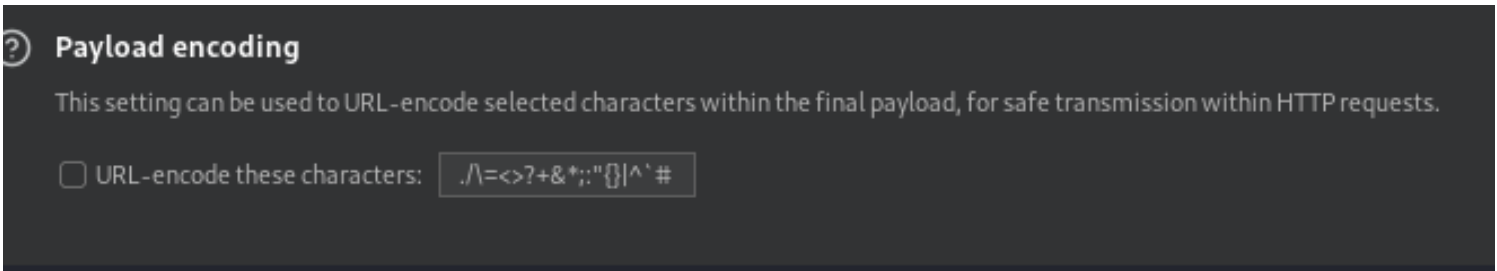 Payload encoding
This setting can be used to URL-encode selected characters within the final payload, for safe transmission within HTTP requests.
URL-encode these characters: ./\=<>?+&*;:"{}|^`#